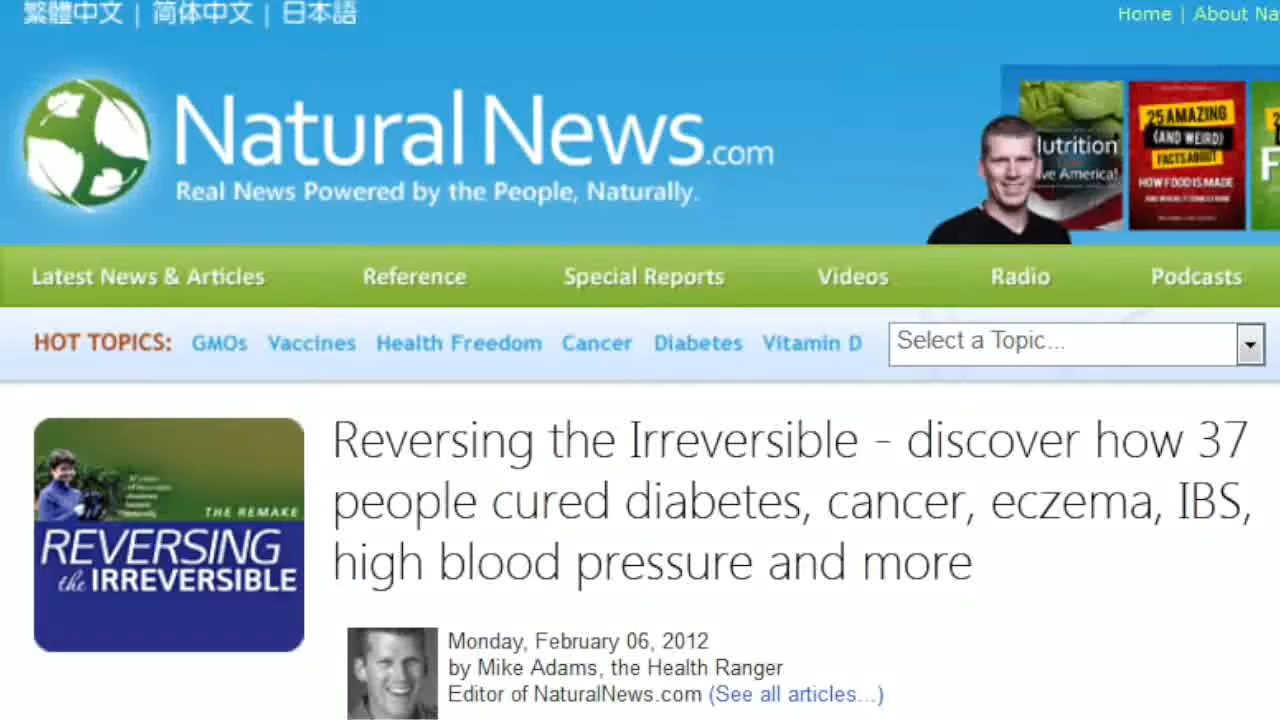 繁體中文 | 简体中文 | 日本語
Home | About Na
NaturalNews.com
Real News Powered by the People, Naturally.
utrition
ve America!
25 AMAZING
(AND WEIRD)
FACTS ABOUT
HOW FOOD IS MADE
Latest News & Articles Reference Special Reports Videos Radio Podcasts
HOT TOPICS: GMOs Vaccines Health Freedom Cancer Diabetes Vitamin D Select a Topic...
THE REMAKE
REVERSING
the IRREVERSIBLE
Reversing the Irreversible - discover how 37
people cured diabetes, cancer, eczema, IBS,
high blood pressure and more
Monday, February 06, 2012
by Mike Adams, the Health Ranger
Editor of NaturalNews.com (See all articles...)